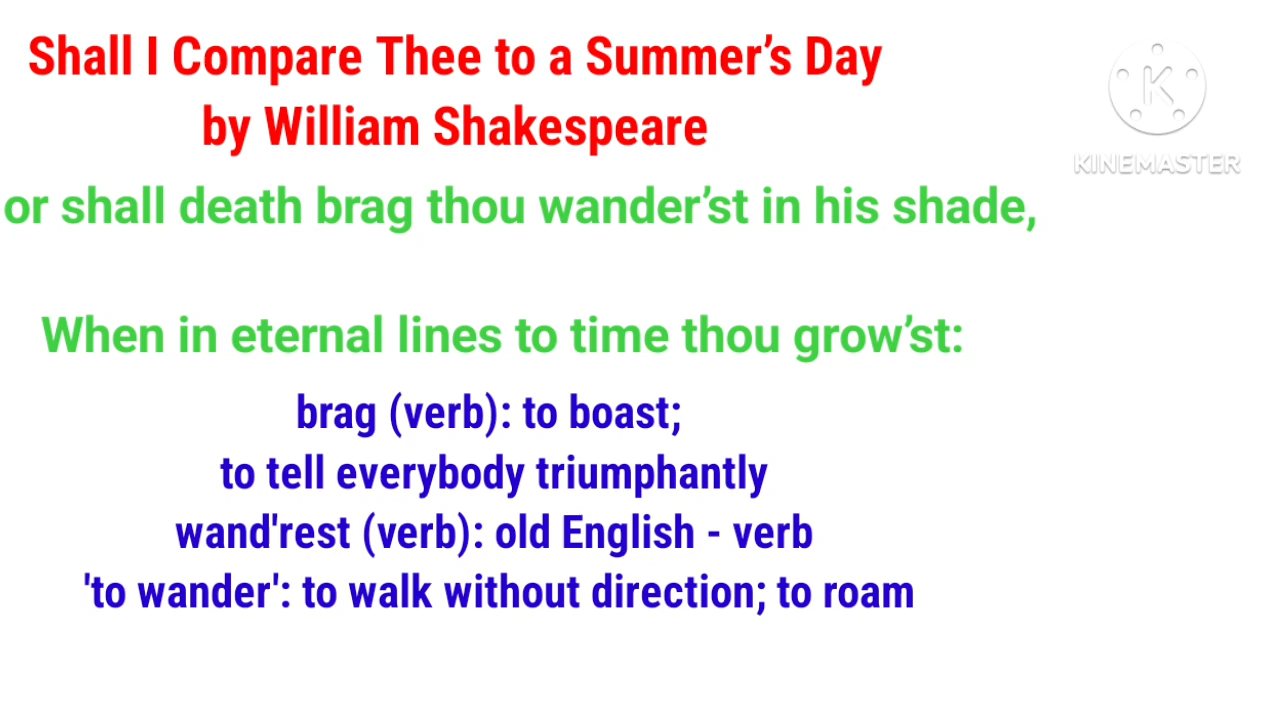 Shall I Compare Thee to a Summer’s Day
by William Shakespeare
or shall death brag thou wander’st in his shade,
When in eternal lines to time thou grow’st:
brag (verb): to boast;
to tell everybody triumphantly
wand'rest (verb): old English - verb
'to wander': to walk without direction; to roam
K
KINEMASTER